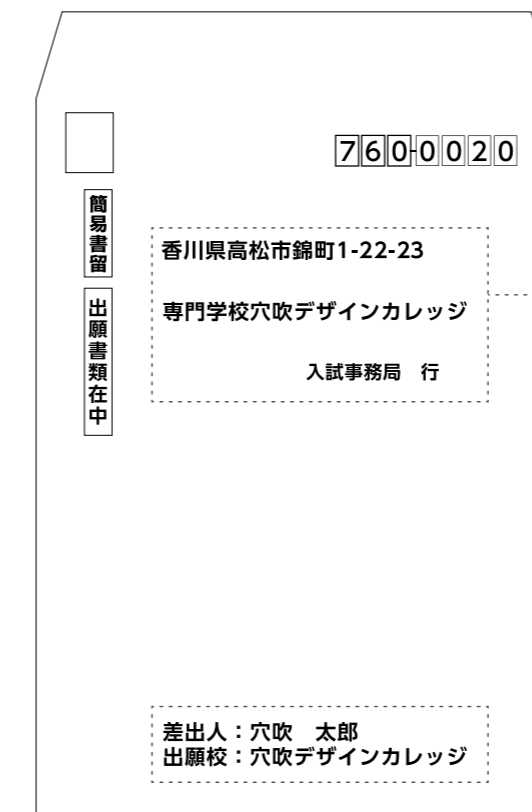 760-0020
簡易書留
出願書類在中
香川県高松市錦町1-22-23
専門学校穴吹デザインカレッジ
入試事務局　行
差出人：穴吹　太郎
出願校：穴吹デザインカレッジ